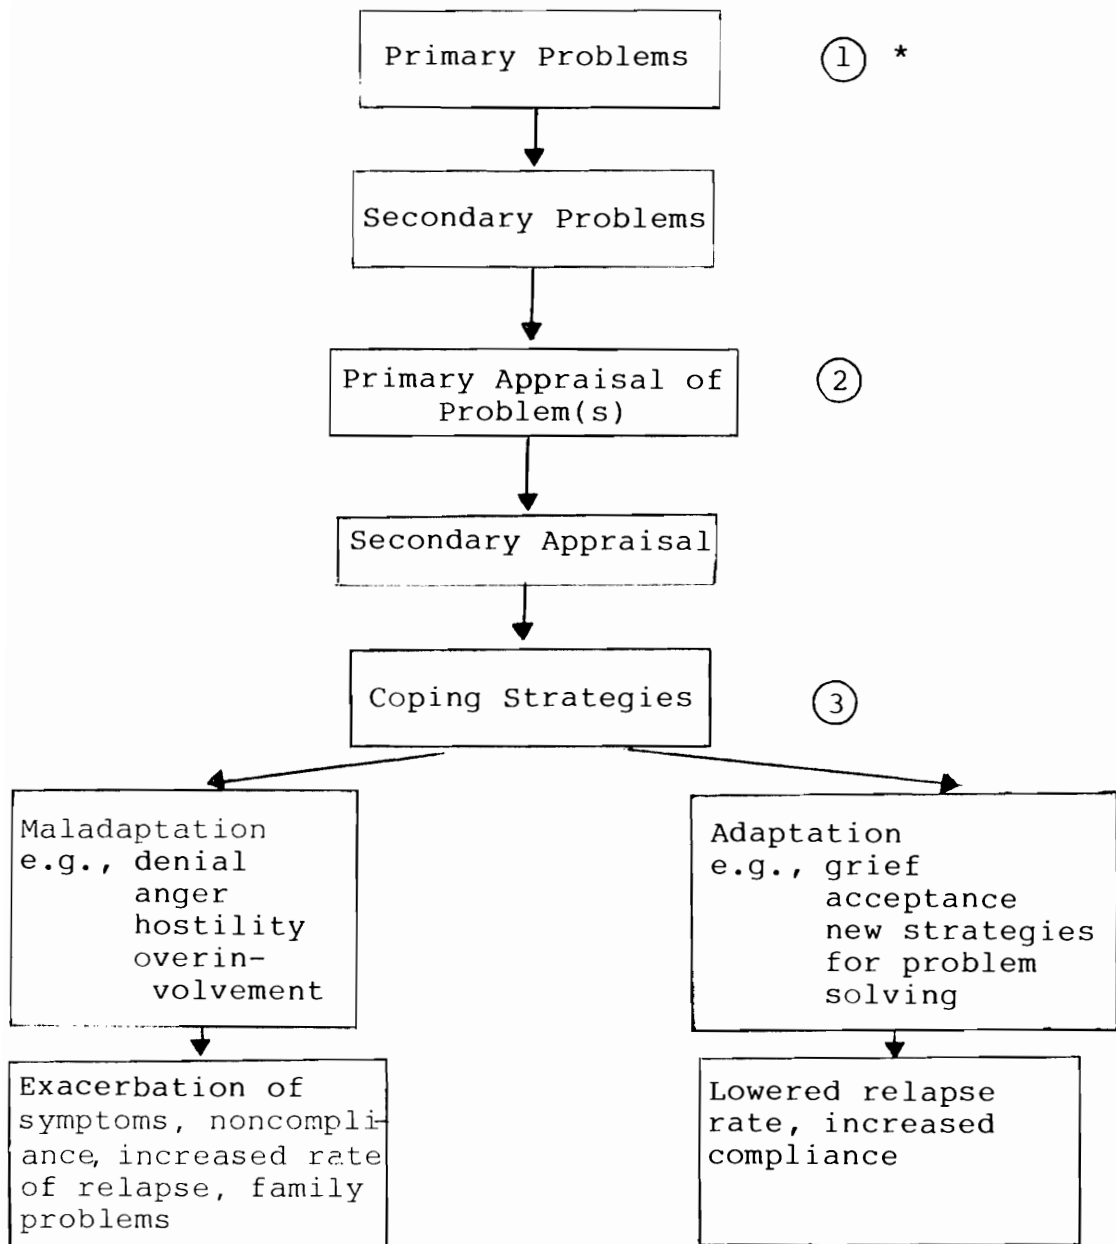 Primary Problems
1 *
Secondary Problems
Primary Appraisal of
Problem(s)
2
Secondary Appraisal
Coping Strategies
3
Maladaptation
e.g., denial
anger
hostility
overin-
volvement
Adaptation
e.g., grief
acceptance
new strategies
for problem
solving
Exacerbation of
symptoms, noncompli-
ance, increased rate
of relapse, family
problems
Lowered relapse
rate, increased
compliance